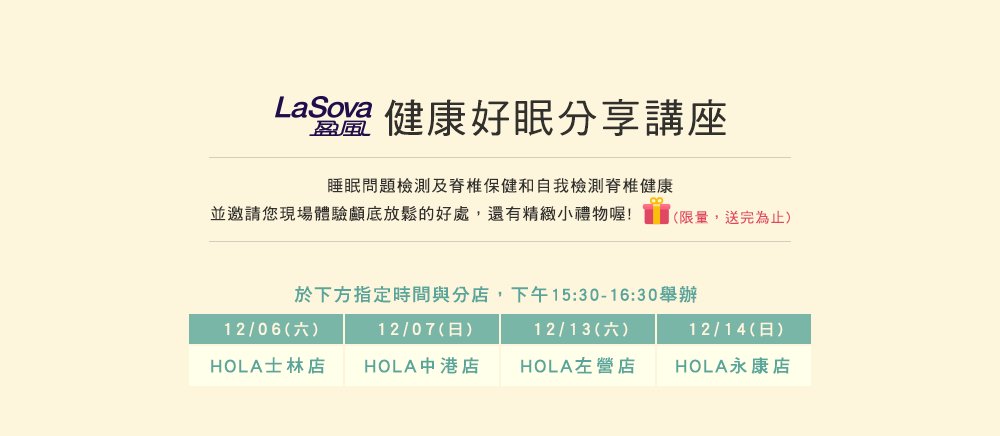 LaSova
盈風
健康好眠分享講座
睡眠問題檢測及脊椎保健和自我檢測脊椎健康
並邀請您現場體驗顱底放鬆的好處，還有精緻小禮物喔! (限量，送完為止)
於下方指定時間與分店，下午15:30-16:30舉辦
12/06(六) 12/07(日) 12/13(六) 12/14(日)
HOLA士林店 HOLA中港店 HOLA左營店 HOLA永康店